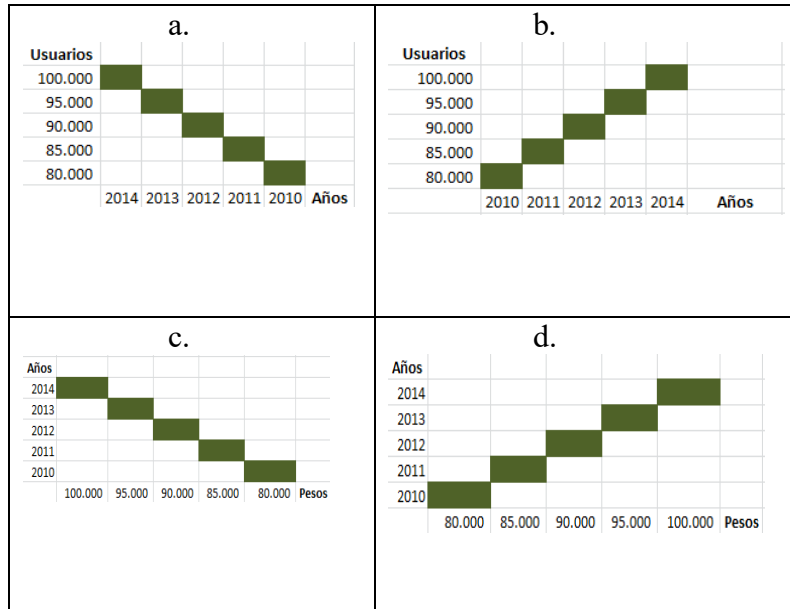 a.
Usuarios
100.000
95.000
90.000
85.000
80.000
2014 2013 2012 2011 2010 Años
b.
Usuarios
100.000
95.000
90.000
85.000
80.000
2010 2011 2012 2013 2014 Años
c.
Años
2014
2013
2012
2011
2010
100.000 95.000 90.000 85.000 80.000 Pesos
d.
Años
2014
2013
2012
2011
2010
80.000 85.000 90.000 95.000 100.000 Pesos